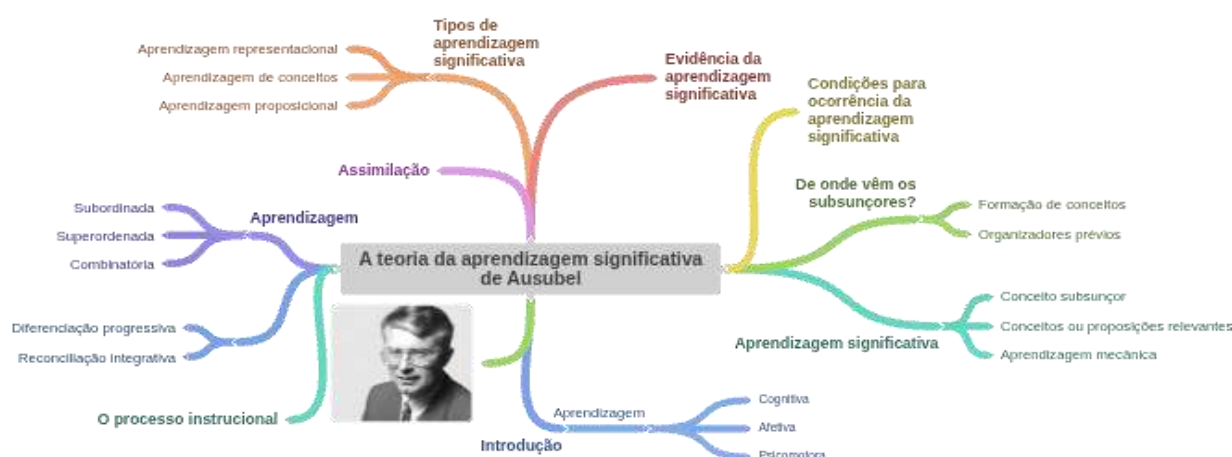 Tipos de
aprendizagem
significativa
Aprendizagem representacional
Aprendizagem de conceitos
Aprendizagem proposicional
Evidência da
aprendizagem
significativa
Condições para
ocorrência da
aprendizagem
significativa
Assimilação
De onde vêm os
subsunçores?
Formação de conceitos
Organizadores prévios
Aprendizagem
Subordinada
Superordenada
Combinatória
A teoria da aprendizagem significativa
de Ausubel
Conceito subsunçor
Conceitos ou proposições relevantes
Aprendizagem mecânica
Aprendizagem significativa
Diferenciação progressiva
Reconciliação integrativa
O processo instrucional
Aprendizagem
Introdução
Cognitiva
Afetiva
Psicomotora